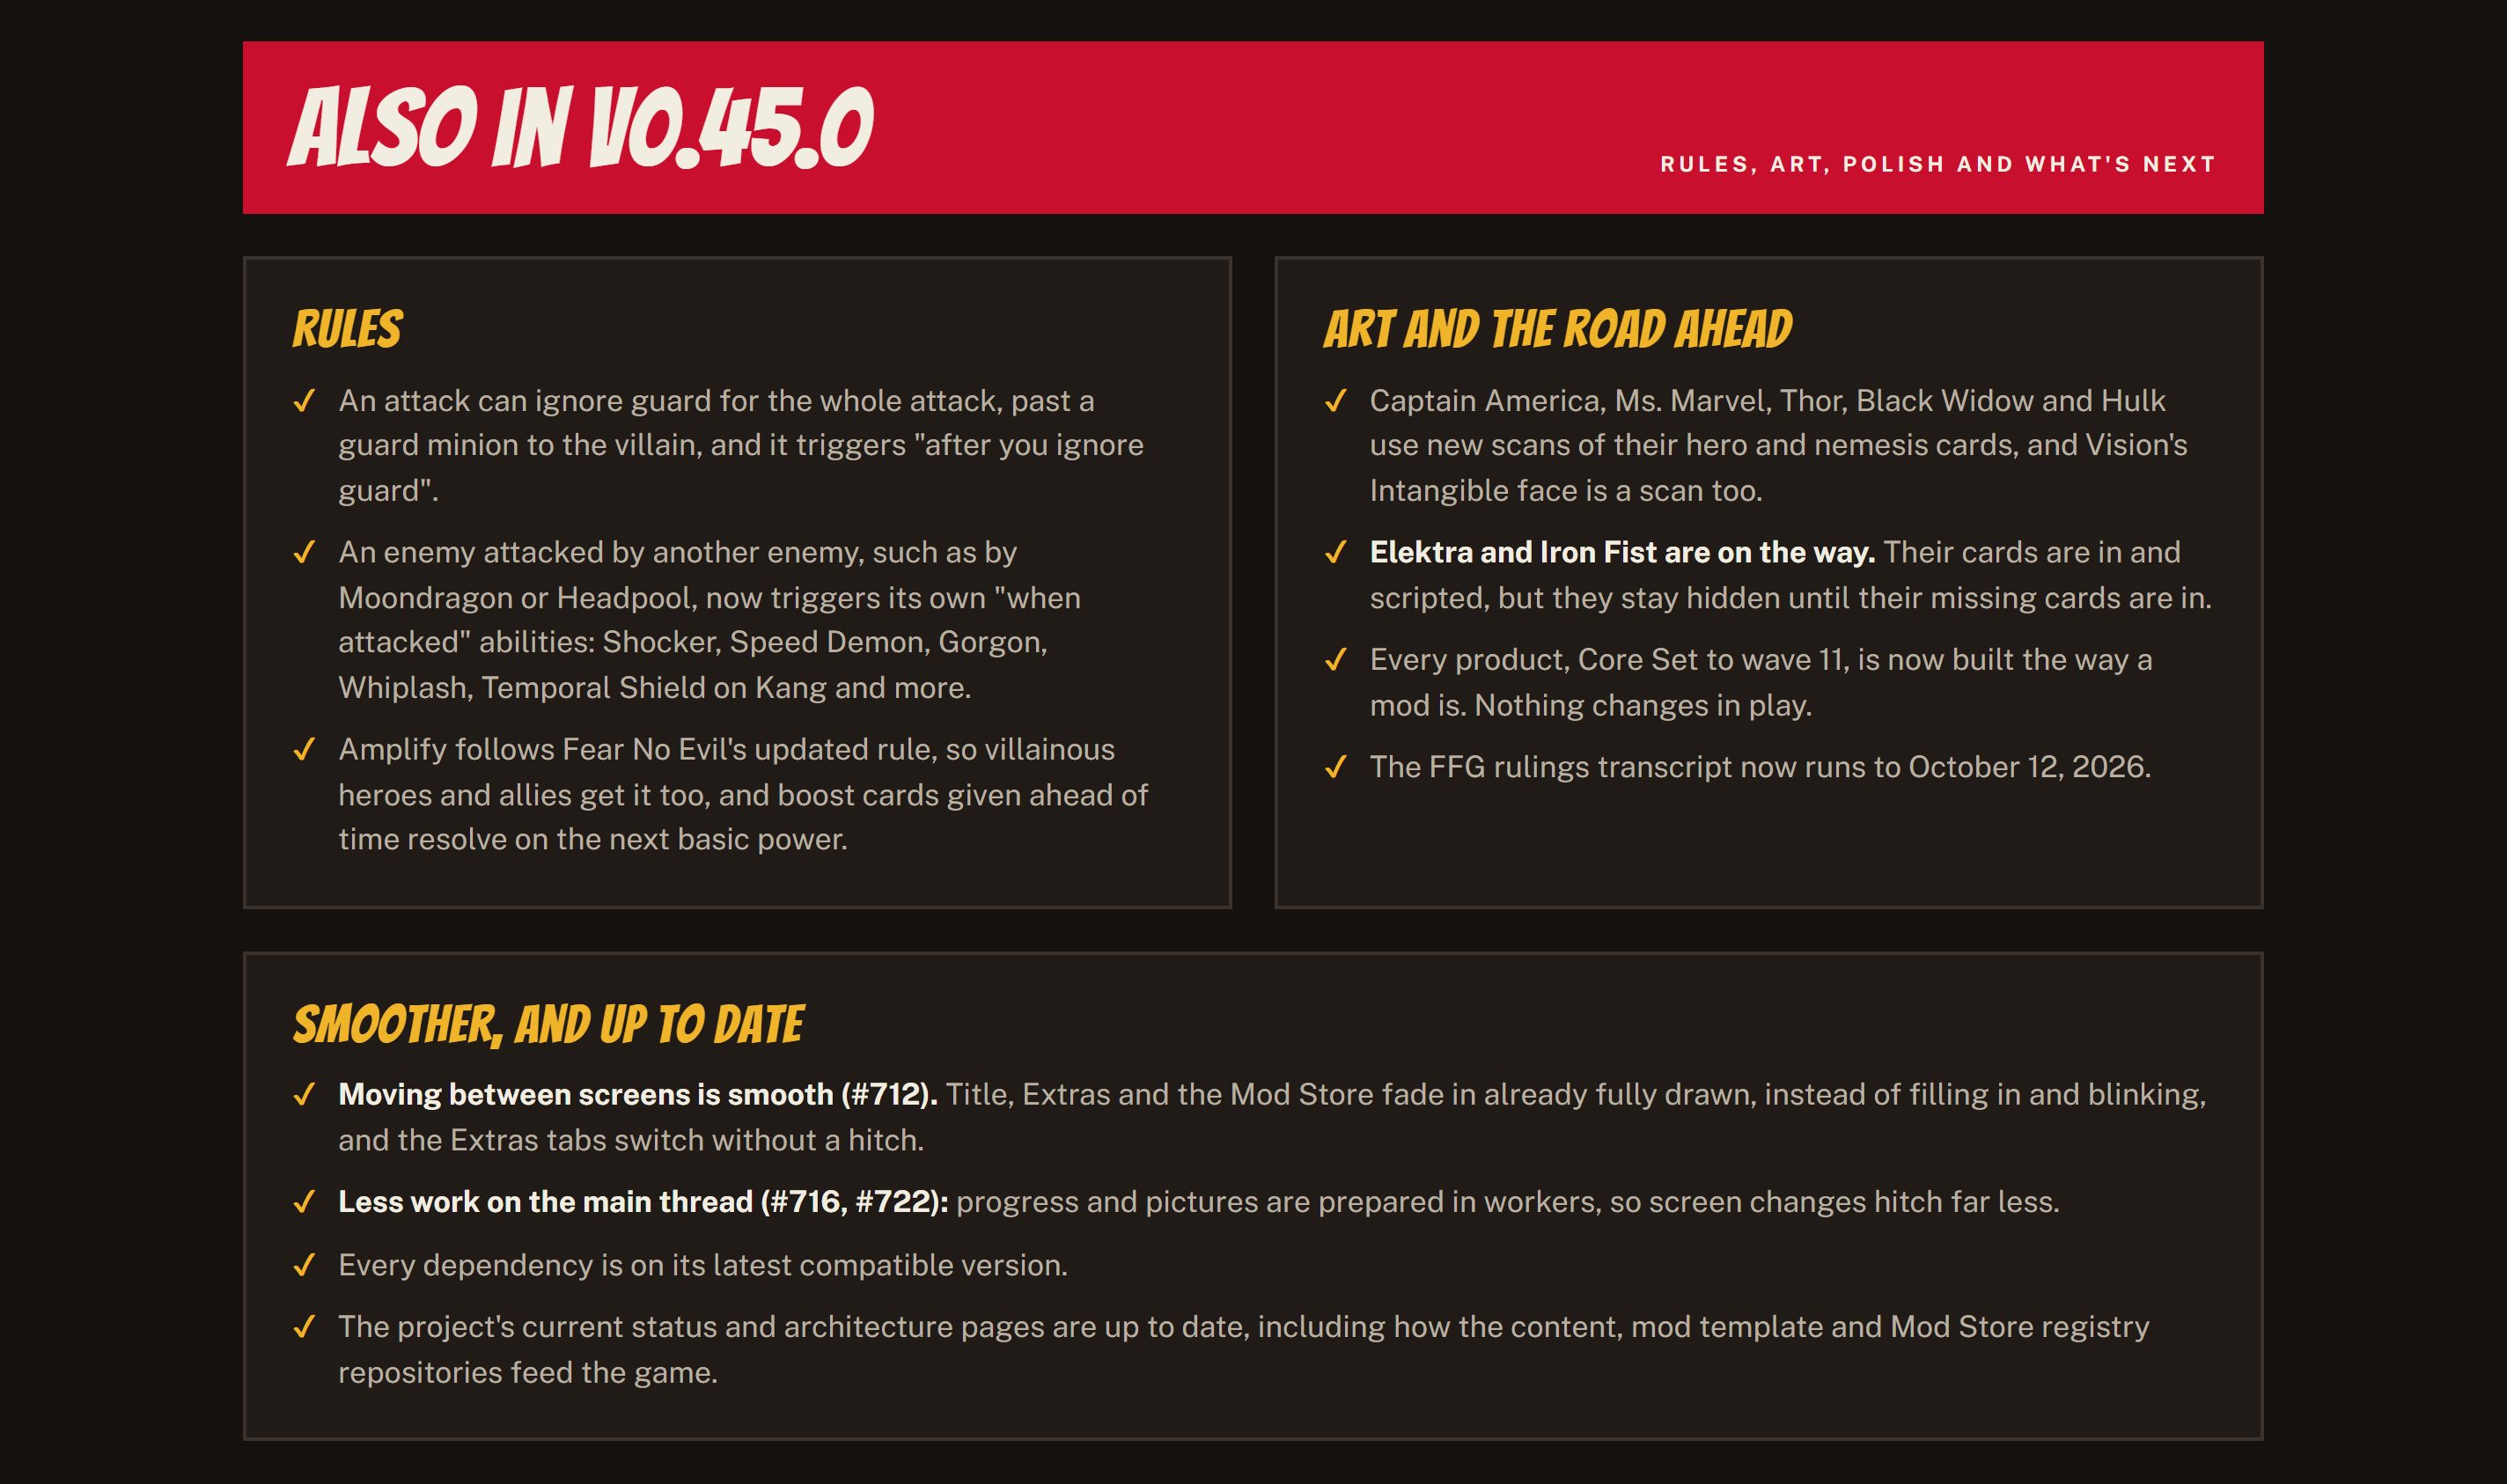 ALSO IN V0.45.0
RULES, ART, POLISH AND WHAT'S NEXT
RULES
✓ An attack can ignore guard for the whole attack, past a
guard minion to the villain, and it triggers "after you ignore
guard".
✓ An enemy attacked by another enemy, such as by
Moondragon or Headpool, now triggers its own "when
attacked" abilities: Shocker, Speed Demon, Gorgon,
Whiplash, Temporal Shield on Kang and more.
✓ Amplify follows Fear No Evil's updated rule, so villainous
heroes and allies get it too, and boost cards given ahead of
time resolve on the next basic power.
ART AND THE ROAD AHEAD
✓ Captain America, Ms. Marvel, Thor, Black Widow and Hulk
use new scans of their hero and nemesis cards, and Vision's
Intangible face is a scan too.
✓ Elektra and Iron Fist are on the way. Their cards are in and
scripted, but they stay hidden until their missing cards are in.
✓ Every product, Core Set to wave 11, is now built the way a
mod is. Nothing changes in play.
✓ The FFG rulings transcript now runs to October 12, 2026.
SMOOTHER, AND UP TO DATE
✓ Moving between screens is smooth (#712). Title, Extras and the Mod Store fade in already fully drawn, instead of filling in and blinking,
and the Extras tabs switch without a hitch.
✓ Less work on the main thread (#716, #722): progress and pictures are prepared in workers, so screen changes hitch far less.
✓ Every dependency is on its latest compatible version.
✓ The project's current status and architecture pages are up to date, including how the content, mod template and Mod Store registry
repositories feed the game.